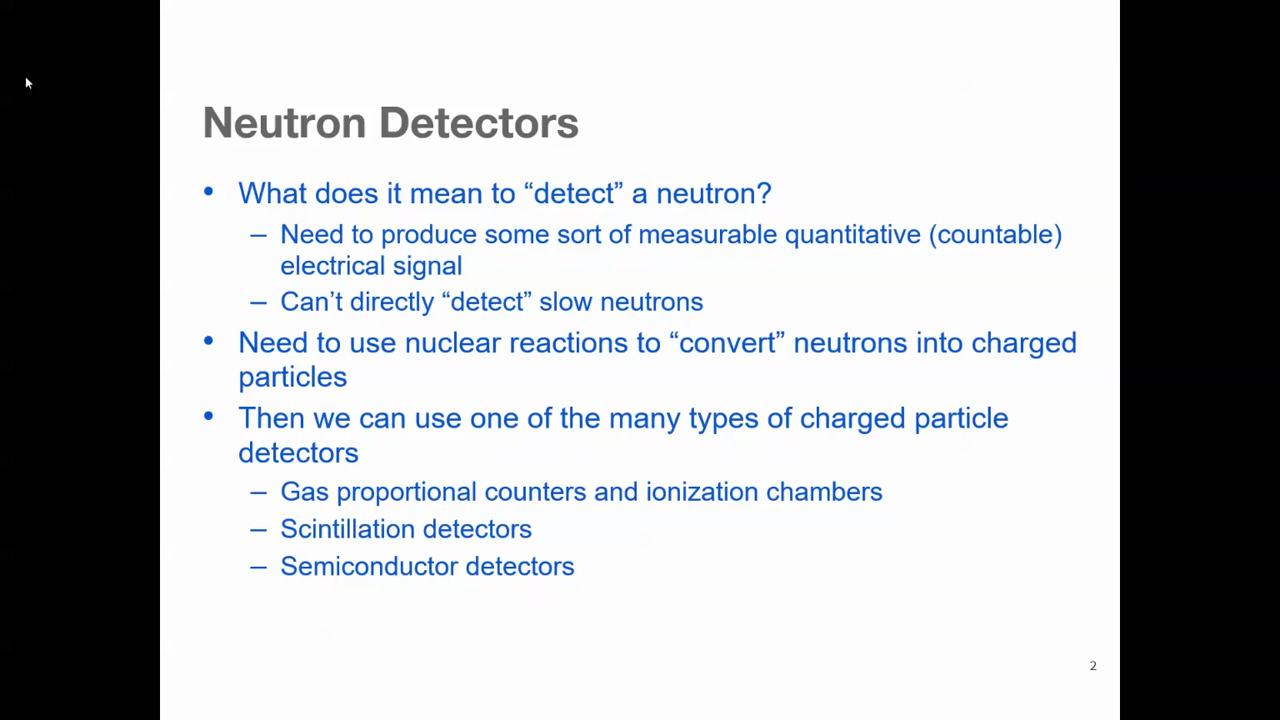 Neutron Detectors
• What does it mean to “detect” a neutron?
– Need to produce some sort of measurable quantitative (countable)
electrical signal
– Can’t directly “detect” slow neutrons
• Need to use nuclear reactions to “convert” neutrons into charged
particles
• Then we can use one of the many types of charged particle
detectors
– Gas proportional counters and ionization chambers
– Scintillation detectors
– Semiconductor detectors
2